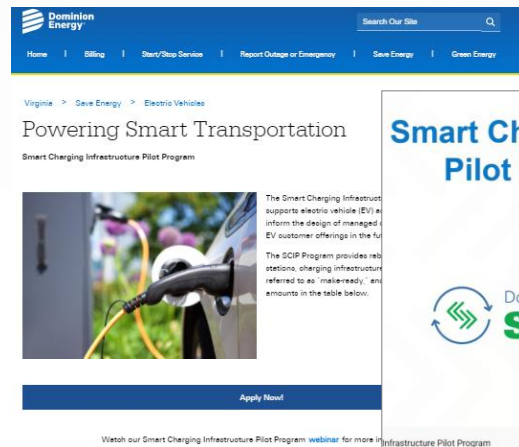 Dominion
Energy
Search Our Site
Home | Billing | Start/Stop Service | Report Outage or Emergency | Save Energy | Green Energy
Virginia > Save Energy > Electric Vehicles
Powering Smart Transportation
Smart Charging Infrastructure Pilot Program
The Smart Charging Infrastruct
supports electric vehicle (EV)
inform the design of managed
EV customer offerings in the fu
The SCIP Program provides reb
stations, charging infrastructure
referred to as "make-ready," an
amounts in the table below.
Apply Now!
Watch our Smart Charging Infrastructure Pilot Program webinar for more in
Smart Ch
Pilot
Do
S
Infrastructure Pilot Program